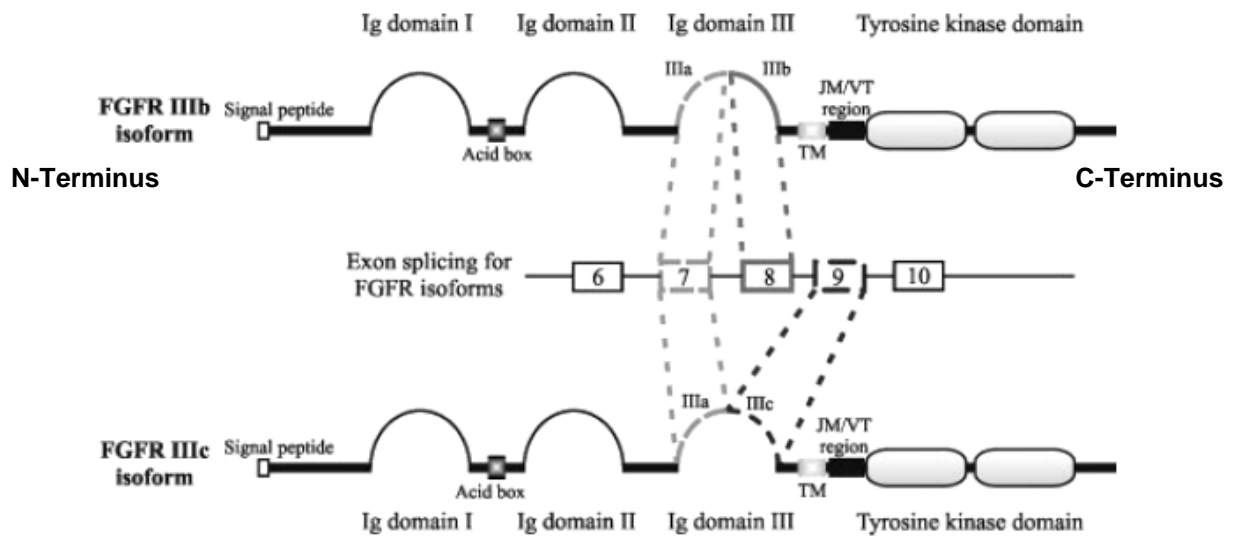 Ig domain I Ig domain II Ig domain III Tyrosine kinase domain
IIIa IIIb
JM/VT
region
FGFR IIIb
isoform
Signal peptide
Acid box
TM
N-Terminus
C-Terminus
Exon splicing for
FGFR isoforms
6 7 8 9 10
IIIa IIIc
JM/VT
region
FGFR IIIc
isoform
Signal peptide
Acid box
TM
Ig domain I Ig domain II Ig domain III Tyrosine kinase domain